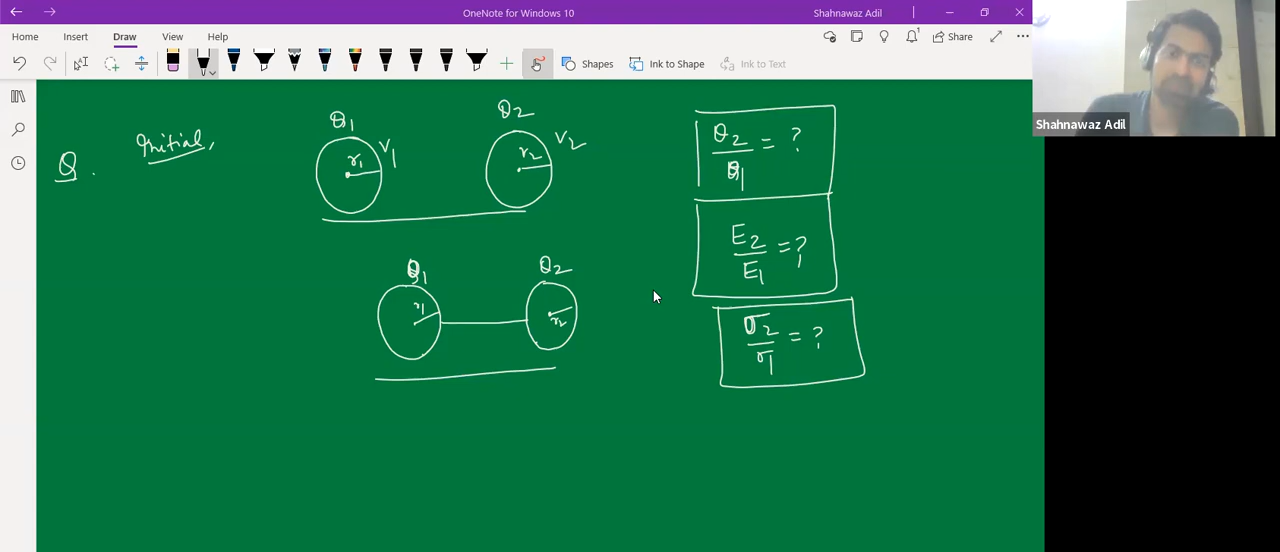 OneNote for Windows 10
Shahnawaz Adil
Home Insert Draw View Help
Share
Shapes
Ink to Shape
Ink to Text
Shahnawaz Adil
Q.
Initial,
Q1
V1
r1
Q2
V2
r2
Q1
r1
Q2
r2
Q2/Q1 = ?
E2/E1 = ?
σ2/σ1 = ?